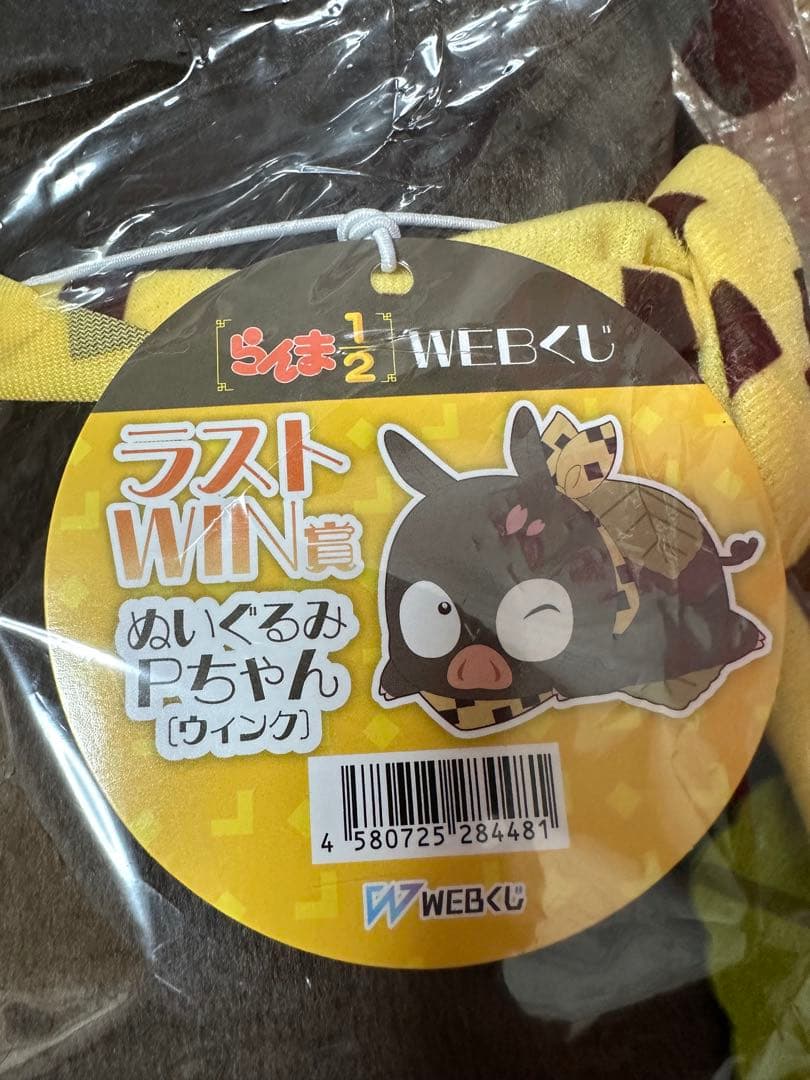 らんま1/2 WEBくじ
ラスト
WIN賞
ぬいぐるみ
Pちゃん
[ウインク]
4 580725 284481
WEBくじ